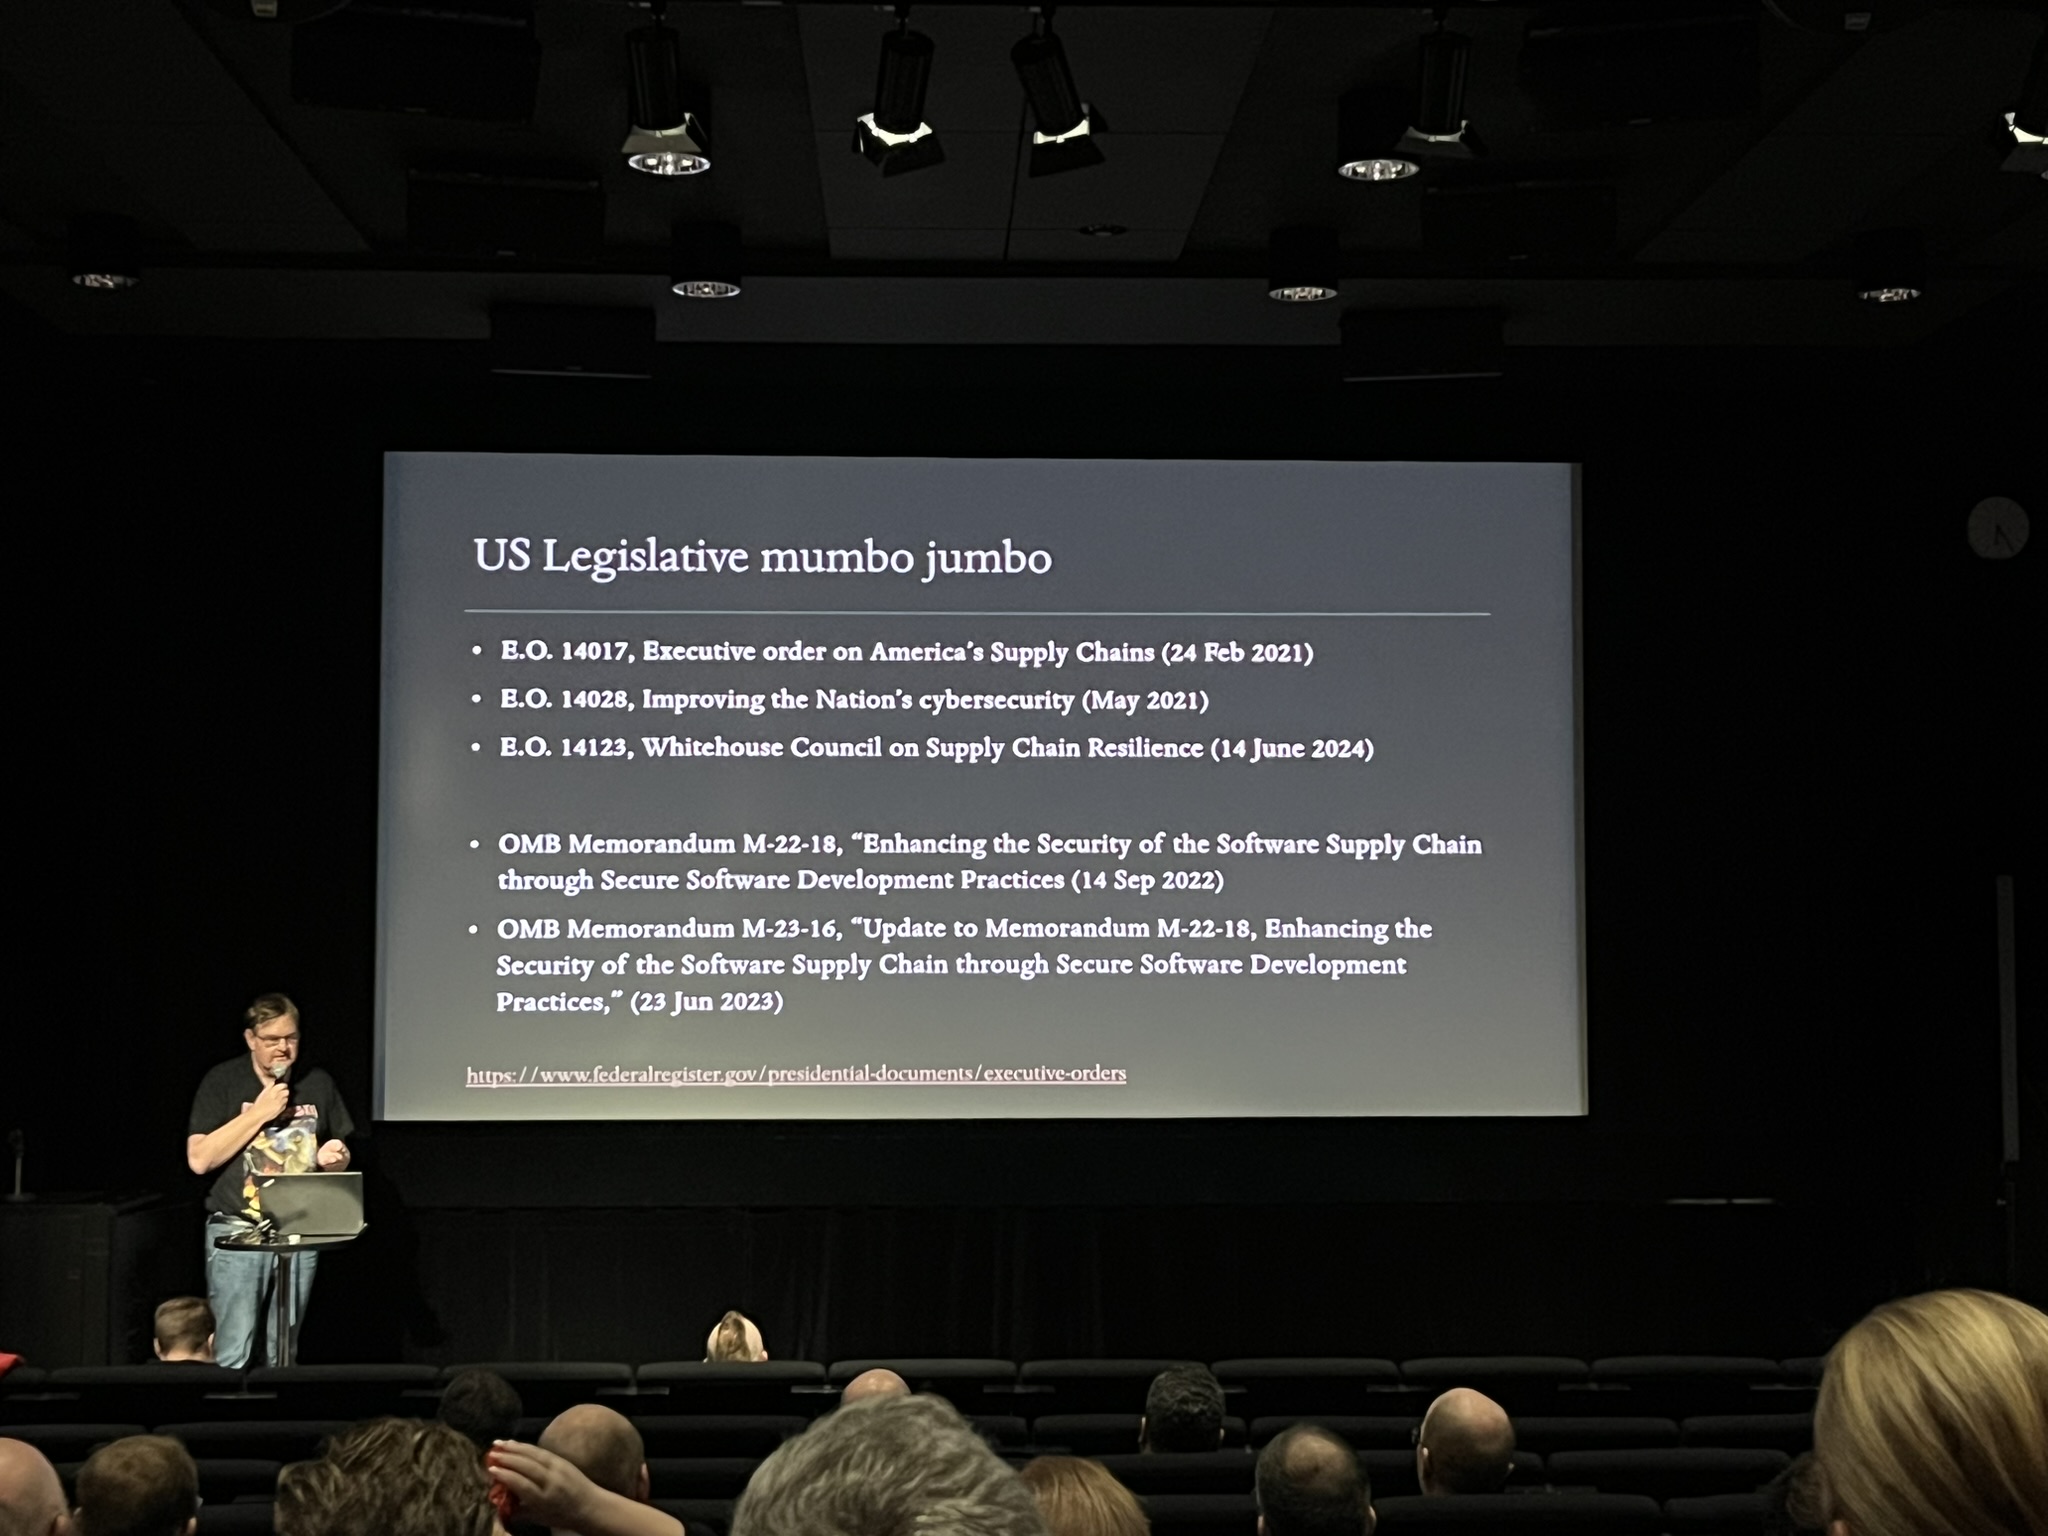 US Legislative mumbo jumbo
• E.O. 14017, Executive order on America's Supply Chains (24 Feb 2021)
• E.O. 14028, Improving the Nation's cybersecurity (May 2021)
• E.O. 14123, Whitehouse Council on Supply Chain Resilience (14 June 2024)
• OMB Memorandum M-22-18, “Enhancing the Security of the Software Supply Chain
through Secure Software Development Practices (14 Sep 2022)
• OMB Memorandum M-23-16, “Update to Memorandum M-22-18, Enhancing the
Security of the Software Supply Chain through Secure Software Development
Practices,” (23 Jun 2023)
https://www.federalregister.gov/presidential-documents/executive-orders